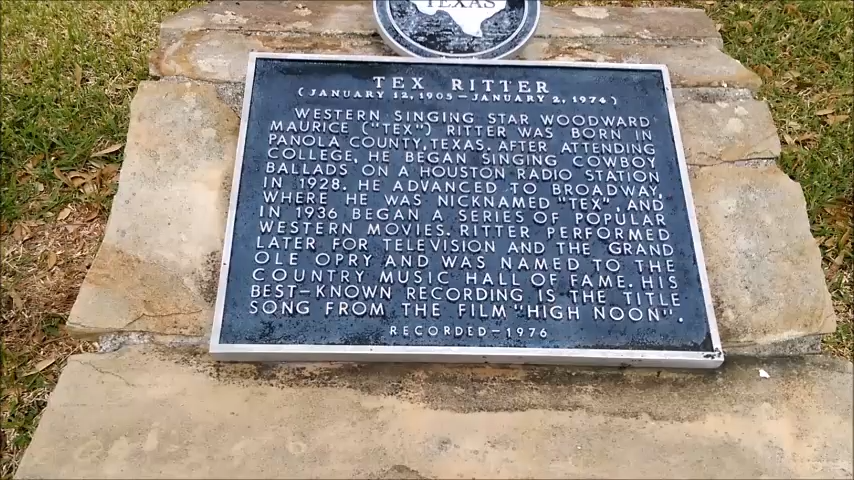 TEXAS
TEX RITTER
(JANUARY 12, 1905 – JANUARY 2, 1974)
WESTERN SINGING STAR WOODWARD
MAURICE ("TEX") RITTER WAS BORN IN
PANOLA COUNTY, TEXAS. AFTER ATTENDING
COLLEGE, HE BEGAN SINGING COWBOY
BALLADS ON A HOUSTON RADIO STATION
IN 1928. HE ADVANCED TO BROADWAY,
WHERE HE WAS NICKNAMED "TEX", AND
IN 1936 BEGAN A SERIES OF POPULAR
WESTERN MOVIES. RITTER PERFORMED
LATER FOR TELEVISION AND THE GRAND
OLE OPRY AND WAS NAMED TO THE
COUNTRY MUSIC HALL OF FAME. HIS
BEST-KNOWN RECORDING IS THE TITLE
SONG FROM THE FILM "HIGH NOON".
RECORDED – 1976